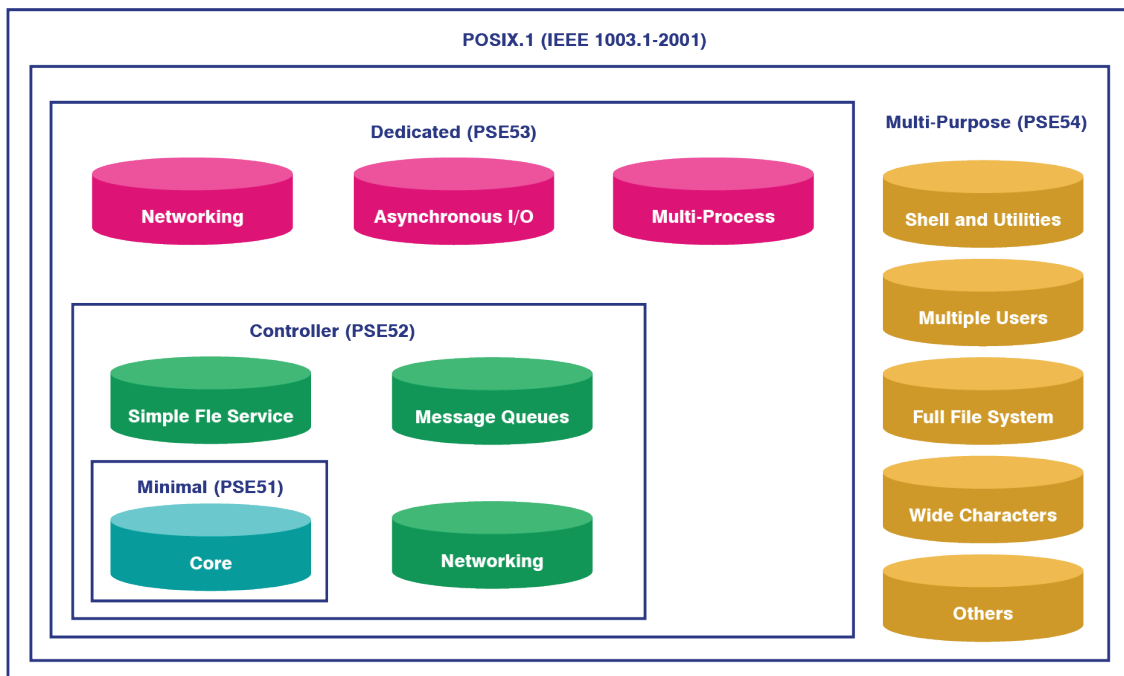 POSIX.1 (IEEE 1003.1-2001)
Dedicated (PSE53)
Networking
Asynchronous I/O
Multi-Process
Controller (PSE52)
Simple Fle Service
Message Queues
Minimal (PSE51)
Core
Networking
Multi-Purpose (PSE54)
Shell and Utilities
Multiple Users
Full File System
Wide Characters
Others